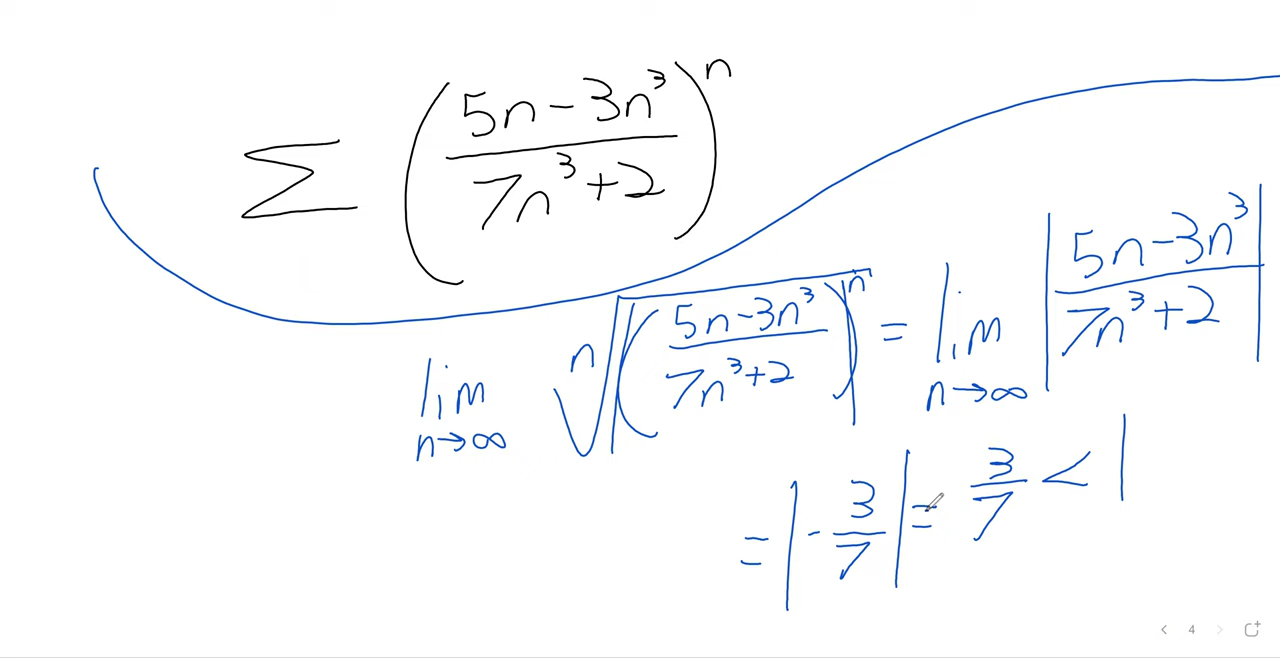 ∑ ((5n − 3n³)/(7n³ + 2))ⁿ
lim n→∞ ⁿ√|((5n − 3n³)/(7n³ + 2))ⁿ| = lim n→∞ |(5n − 3n³)/(7n³ + 2)|
= |− 3/7| = 3/7 < 1
4